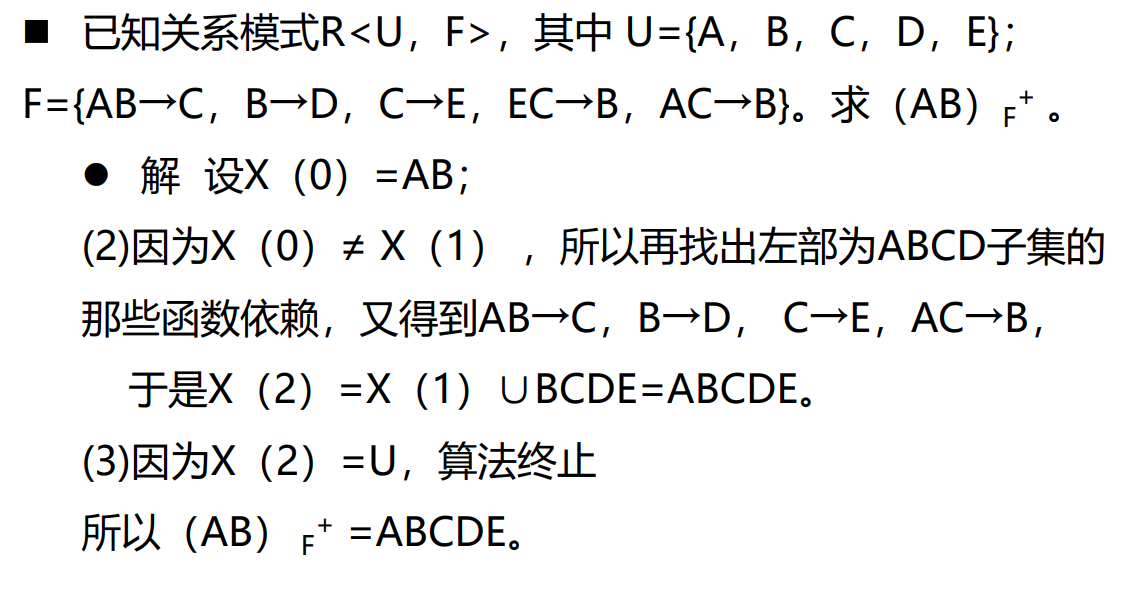 ■ 已知关系模式R<U，F>，其中 U={A，B，C，D，E}；
F={AB→C，B→D，C→E，EC→B，AC→B}。求（AB）F+ 。
● 解 设X（0）=AB；
(2)因为X（0）≠ X（1） ，所以再找出左部为ABCD子集的
那些函数依赖，又得到AB→C，B→D， C→E，AC→B，
于是X（2）=X（1）∪BCDE=ABCDE。
(3)因为X（2）=U，算法终止
所以（AB） F+ =ABCDE。